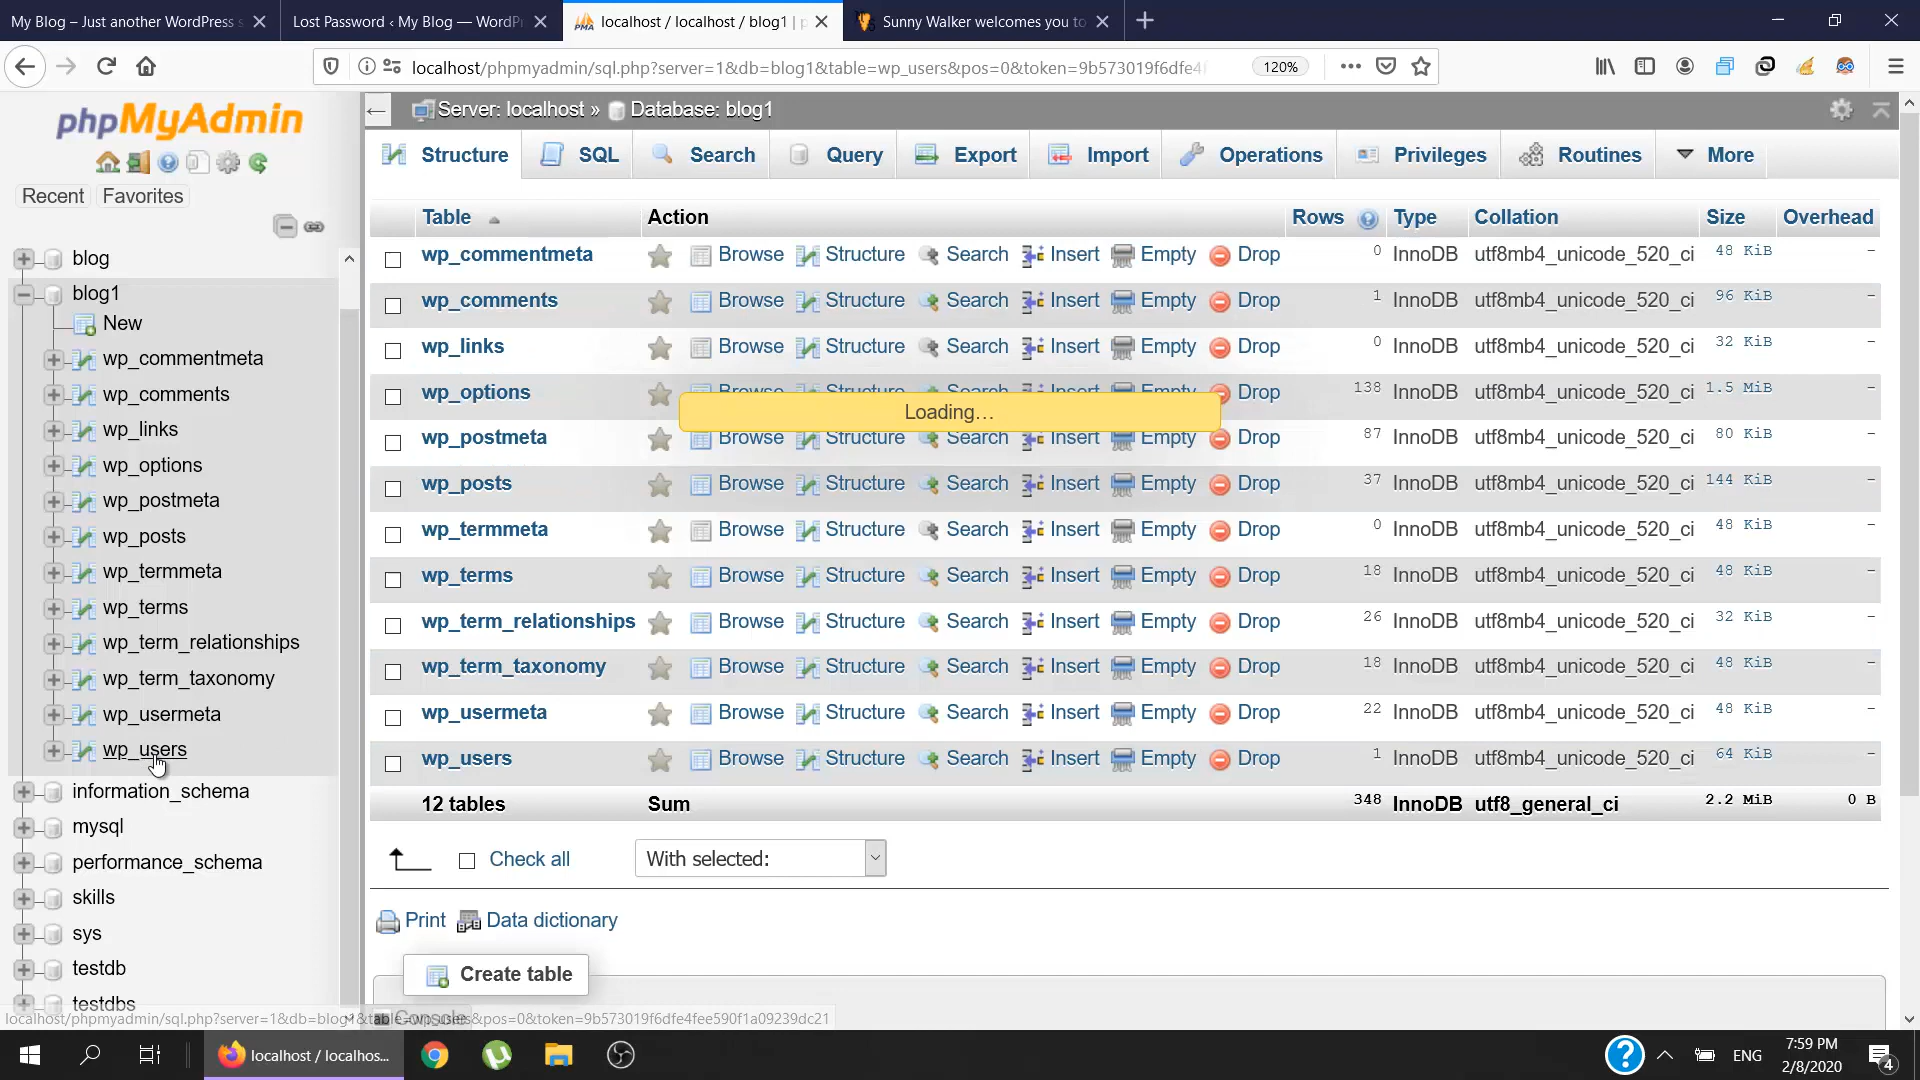 My Blog – Just another WordPress s
Lost Password ‹ My Blog — WordPr
localhost / localhost / blog1 | p
Sunny Walker welcomes you to
localhost/phpmyadmin/sql.php?server=1&db=blog1&table=wp_users&pos=0&token=9b573019f6dfe4f
120%
phpMyAdmin
Recent Favorites
blog
blog1
New
wp_commentmeta
wp_comments
wp_links
wp_options
wp_postmeta
wp_posts
wp_termmeta
wp_terms
wp_term_relationships
wp_term_taxonomy
wp_usermeta
wp_users
information_schema
mysql
performance_schema
skills
sys
testdb
testdbs
Server: localhost » Database: blog1
Structure SQL Search Query Export Import Operations Privileges Routines More
Table Action Rows Type Collation Size Overhead
wp_commentmeta Browse Structure Search Insert Empty Drop 0 InnoDB utf8mb4_unicode_520_ci 48 KiB -
wp_comments Browse Structure Search Insert Empty Drop 1 InnoDB utf8mb4_unicode_520_ci 96 KiB -
wp_links Browse Structure Search Insert Empty Drop 0 InnoDB utf8mb4_unicode_520_ci 32 KiB -
wp_options Browse Structure Search Insert Empty Drop 138 InnoDB utf8mb4_unicode_520_ci 1.5 MiB -
Loading…
wp_postmeta Browse Structure Search Insert Empty Drop 87 InnoDB utf8mb4_unicode_520_ci 80 KiB -
wp_posts Browse Structure Search Insert Empty Drop 37 InnoDB utf8mb4_unicode_520_ci 144 KiB -
wp_termmeta Browse Structure Search Insert Empty Drop 0 InnoDB utf8mb4_unicode_520_ci 48 KiB -
wp_terms Browse Structure Search Insert Empty Drop 18 InnoDB utf8mb4_unicode_520_ci 48 KiB -
wp_term_relationships Browse Structure Search Insert Empty Drop 26 InnoDB utf8mb4_unicode_520_ci 32 KiB -
wp_term_taxonomy Browse Structure Search Insert Empty Drop 18 InnoDB utf8mb4_unicode_520_ci 48 KiB -
wp_usermeta Browse Structure Search Insert Empty Drop 22 InnoDB utf8mb4_unicode_520_ci 48 KiB -
wp_users Browse Structure Search Insert Empty Drop 1 InnoDB utf8mb4_unicode_520_ci 64 KiB -
12 tables Sum 348 InnoDB utf8_general_ci 2.2 MiB 0 B
Check all With selected:
Print Data dictionary
Create table
Console
localhost/phpmyadmin/sql.php?server=1&db=blog1&table=wp_users&pos=0&token=9b573019f6dfe4fee590f1a09239dc21
localhost / localhos...
ENG
7:59 PM
2/8/2020
4